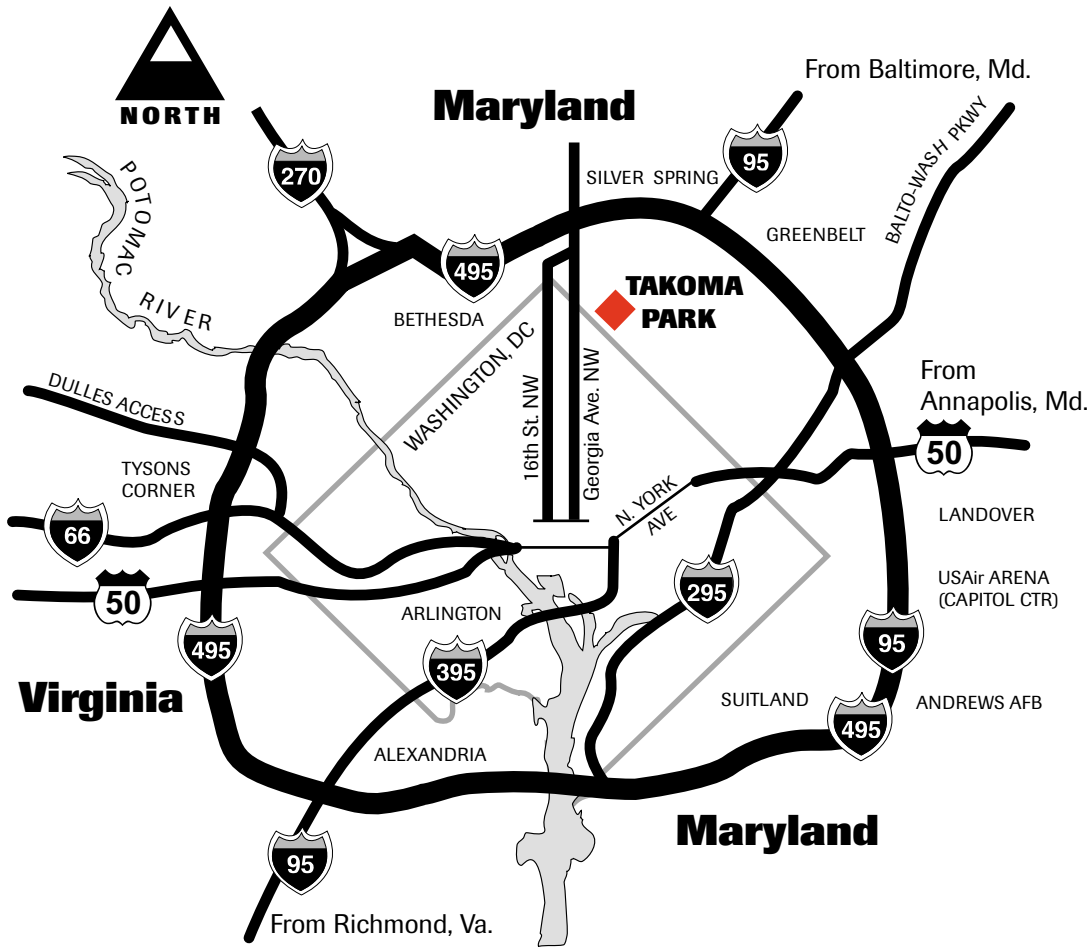 From Baltimore, Md.
Maryland
NORTH
BALTO-WASH PKWY
95
270
SILVER SPRING
POTOMAC
RIVER
GREENBELT
495
TAKOMA
PARK
BETHESDA
WASHINGTON, DC
16th St. NW
Georgia Ave. NW
From
Annapolis, Md.
50
DULLES ACCESS
TYSONS
CORNER
N. YORK
AVE
66
LANDOVER
50
295
USAir ARENA
(CAPITOL CTR)
ARLINGTON
495
395
95
Virginia
SUITLAND
ANDREWS AFB
495
ALEXANDRIA
Maryland
95
From Richmond, Va.